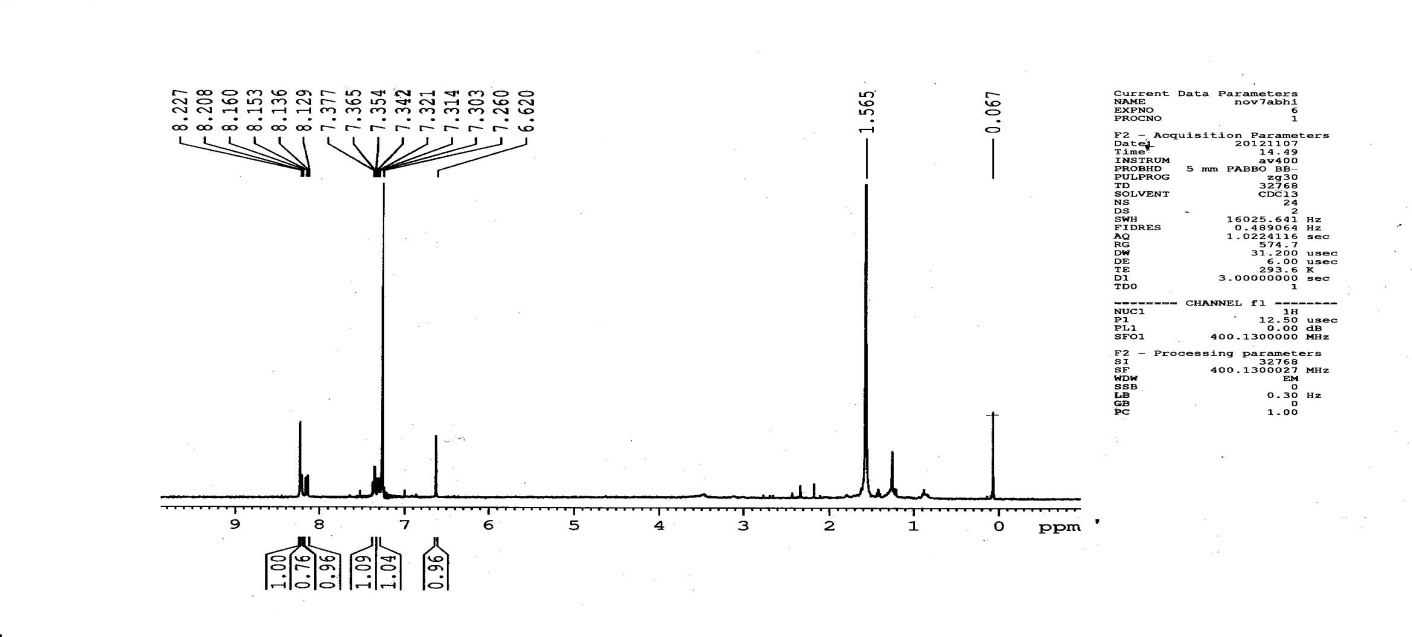 8.227
8.208
8.160
8.153
8.136
8.129
7.377
7.365
7.354
7.342
7.321
7.314
7.303
7.260
6.620
1.565
0.067
Current Data Parameters
NAME nov7abhi
EXPNO 6
PROCNO 1
F2 - Acquisition Parameters
Date_ 20121107
Time 14.49
INSTRUM av400
PROBHD 5 mm PABBO BB-
PULPROG zg30
TD 32768
SOLVENT CDCl3
NS 24
DS 2
SWH 16025.641 Hz
FIDRES 0.489064 Hz
AQ 1.0224116 sec
RG 574.7
DW 31.200 usec
DE 6.00 usec
TE 293.6 K
D1 3.00000000 sec
TD0 1
======== CHANNEL f1 ========
NUC1 1H
P1 12.50 usec
PL1 0.00 dB
SFO1 400.1300000 MHz
F2 - Processing parameters
SI 32768
SF 400.1300027 MHz
WDW EM
SSB 0
LB 0.30 Hz
GB 0
PC 1.00
9 8 7 6 5 4 3 2 1 0 ppm
1.00
0.76
0.96
1.09
1.04
0.96